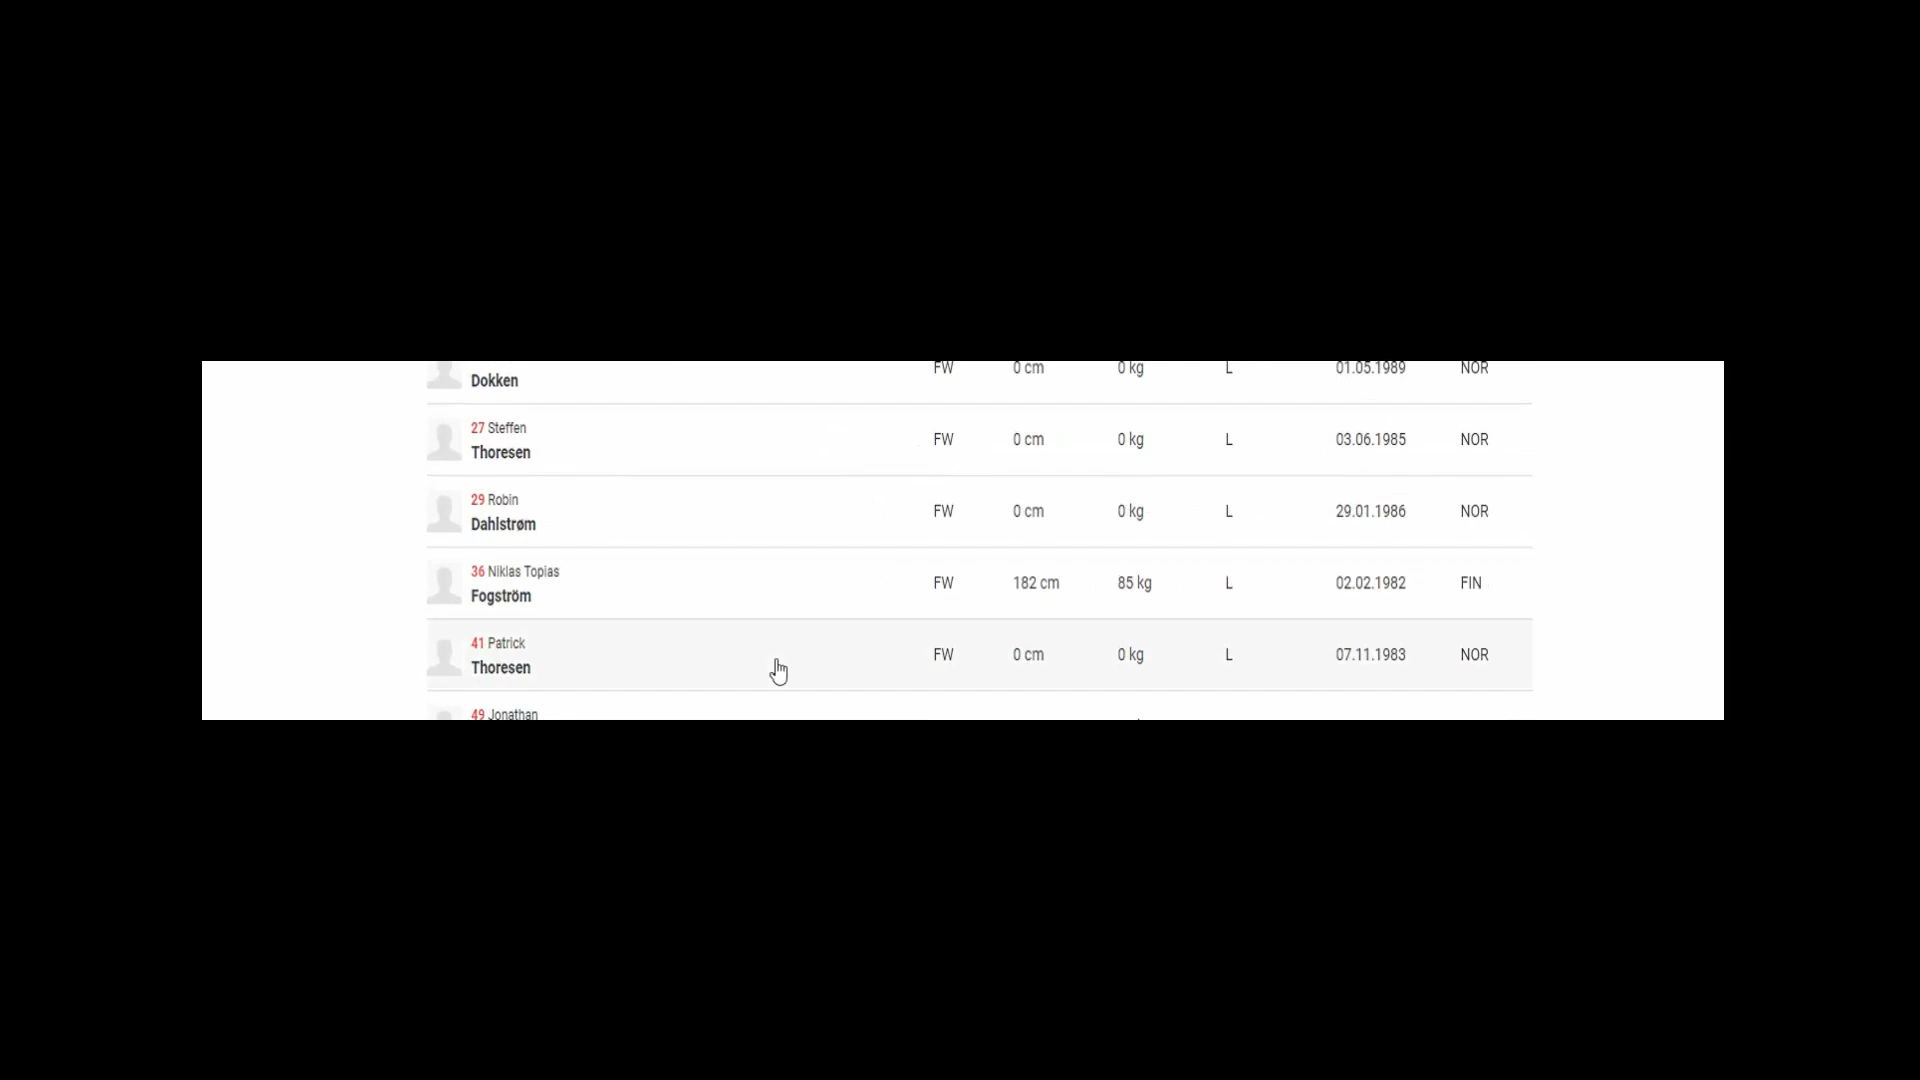 Dokken FW 0 cm 0 kg L 01.05.1989 NOR
27 Steffen
Thoresen FW 0 cm 0 kg L 03.06.1985 NOR
29 Robin
Dahlstrøm FW 0 cm 0 kg L 29.01.1986 NOR
36 Niklas Topias
Fogström FW 182 cm 85 kg L 02.02.1982 FIN
41 Patrick
Thoresen FW 0 cm 0 kg L 07.11.1983 NOR
49 Jonathan